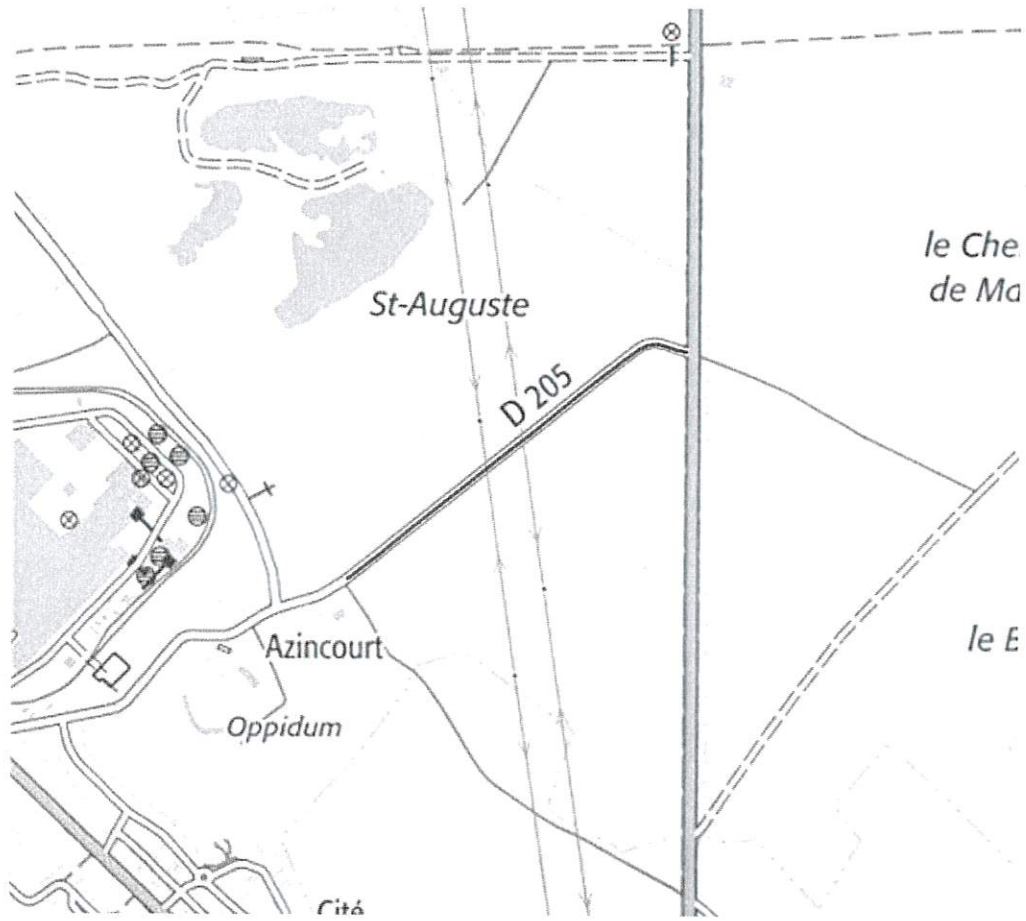 le Che
de Ma
St-Auguste
D 205
Azincourt
le
Oppidum
Cité